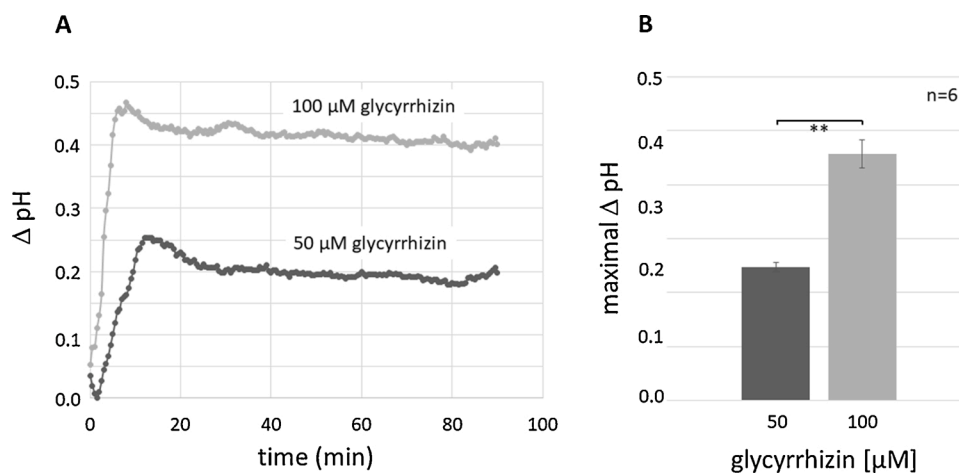 A
Δ pH
0.5
0.4
0.3
0.2
0.1
0.0
100 µM glycyrrhizin
50 µM glycyrrhizin
0 20 40 60 80 100
time (min)
B
maximal Δ pH
0.5
0.4
0.3
0.2
0.1
0.0
n=6
**
50 100
glycyrrhizin [µM]